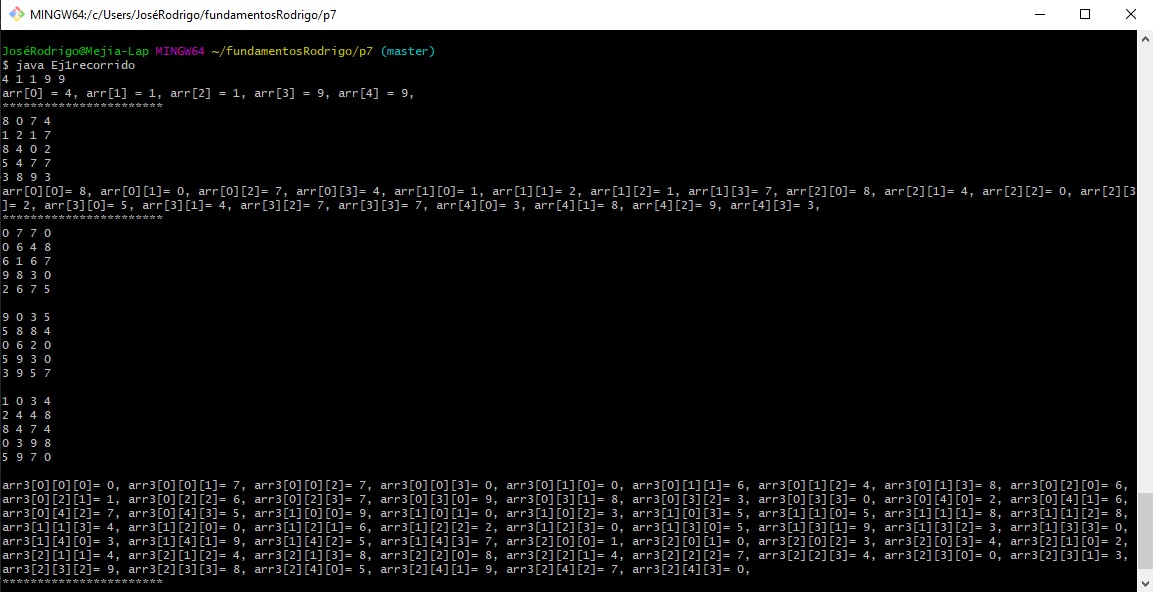 MINGW64:/c/Users/JoséRodrigo/fundamentosRodrigo/p7
JoséRodrigo@Mejia-Lap MINGW64 ~/fundamentosRodrigo/p7 (master)
$ java Ej1recorrido
4 1 1 9 9
arr[0] = 4, arr[1] = 1, arr[2] = 1, arr[3] = 9, arr[4] = 9,
***********************
8 0 7 4
1 2 1 7
8 4 0 2
5 4 7 7
3 8 9 3
arr[0][0]= 8, arr[0][1]= 0, arr[0][2]= 7, arr[0][3]= 4, arr[1][0]= 1, arr[1][1]= 2, arr[1][2]= 1, arr[1][3]= 7, arr[2][0]= 8, arr[2][1]= 4, arr[2][2]= 0, arr[2][3
]= 2, arr[3][0]= 5, arr[3][1]= 4, arr[3][2]= 7, arr[3][3]= 7, arr[4][0]= 3, arr[4][1]= 8, arr[4][2]= 9, arr[4][3]= 3,
***********************
0 7 7 0
0 6 4 8
6 1 6 7
9 8 3 0
2 6 7 5
9 0 3 5
5 8 8 4
0 6 2 0
5 9 3 0
3 9 5 7
1 0 3 4
2 4 4 8
8 4 7 4
0 3 9 8
5 9 7 0
arr3[0][0][0]= 0, arr3[0][0][1]= 7, arr3[0][0][2]= 7, arr3[0][0][3]= 0, arr3[0][1][0]= 0, arr3[0][1][1]= 6, arr3[0][1][2]= 4, arr3[0][1][3]= 8, arr3[0][2][0]= 6,
arr3[0][2][1]= 1, arr3[0][2][2]= 6, arr3[0][2][3]= 7, arr3[0][3][0]= 9, arr3[0][3][1]= 8, arr3[0][3][2]= 3, arr3[0][3][3]= 0, arr3[0][4][0]= 2, arr3[0][4][1]= 6,
arr3[0][4][2]= 7, arr3[0][4][3]= 5, arr3[1][0][0]= 9, arr3[1][0][1]= 0, arr3[1][0][2]= 3, arr3[1][0][3]= 5, arr3[1][1][0]= 5, arr3[1][1][1]= 8, arr3[1][1][2]= 8,
arr3[1][1][3]= 4, arr3[1][2][0]= 0, arr3[1][2][1]= 6, arr3[1][2][2]= 2, arr3[1][2][3]= 0, arr3[1][3][0]= 5, arr3[1][3][1]= 9, arr3[1][3][2]= 3, arr3[1][3][3]= 0,
arr3[1][4][0]= 3, arr3[1][4][1]= 9, arr3[1][4][2]= 5, arr3[1][4][3]= 7, arr3[2][0][0]= 1, arr3[2][0][1]= 0, arr3[2][0][2]= 3, arr3[2][0][3]= 4, arr3[2][1][0]= 2,
arr3[2][1][1]= 4, arr3[2][1][2]= 4, arr3[2][1][3]= 8, arr3[2][2][0]= 8, arr3[2][2][1]= 4, arr3[2][2][2]= 7, arr3[2][2][3]= 4, arr3[2][3][0]= 0, arr3[2][3][1]= 3,
arr3[2][3][2]= 9, arr3[2][3][3]= 8, arr3[2][4][0]= 5, arr3[2][4][1]= 9, arr3[2][4][2]= 7, arr3[2][4][3]= 0,
***********************